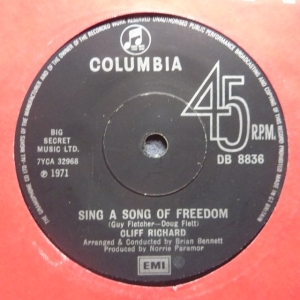 COLUMBIA
45
R.P.M.
BIG
SECRET
MUSIC LTD.
7YCA 32968
℗ 1971
DB 8836
SING A SONG OF FREEDOM
(Guy Fletcher–Doug Flett)
CLIFF RICHARD
Arranged & Conducted by Brian Bennett
Produced by Norrie Paramor
EMI